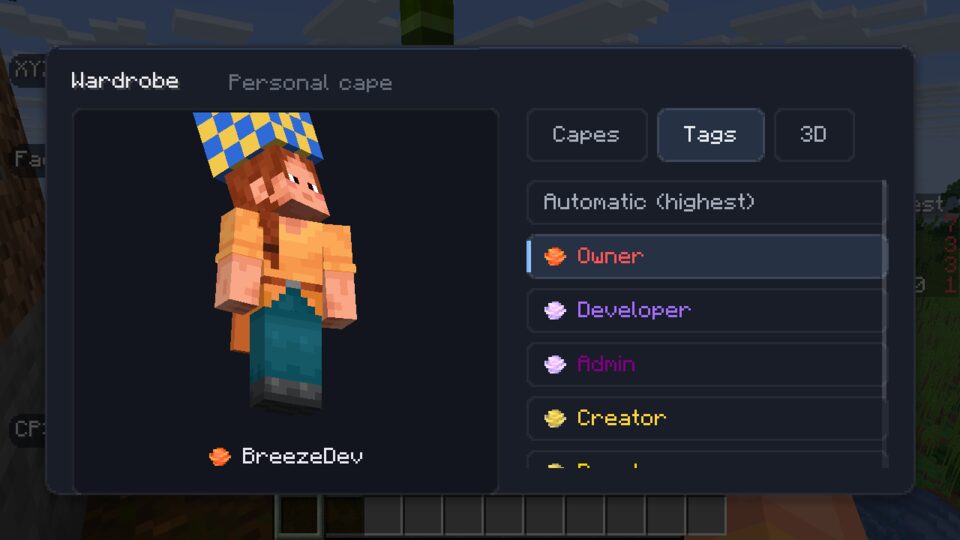 Wardrobe
Personal cape
Capes
Tags
3D
Automatic (highest)
Owner
Developer
Admin
Creator
BreezeDev